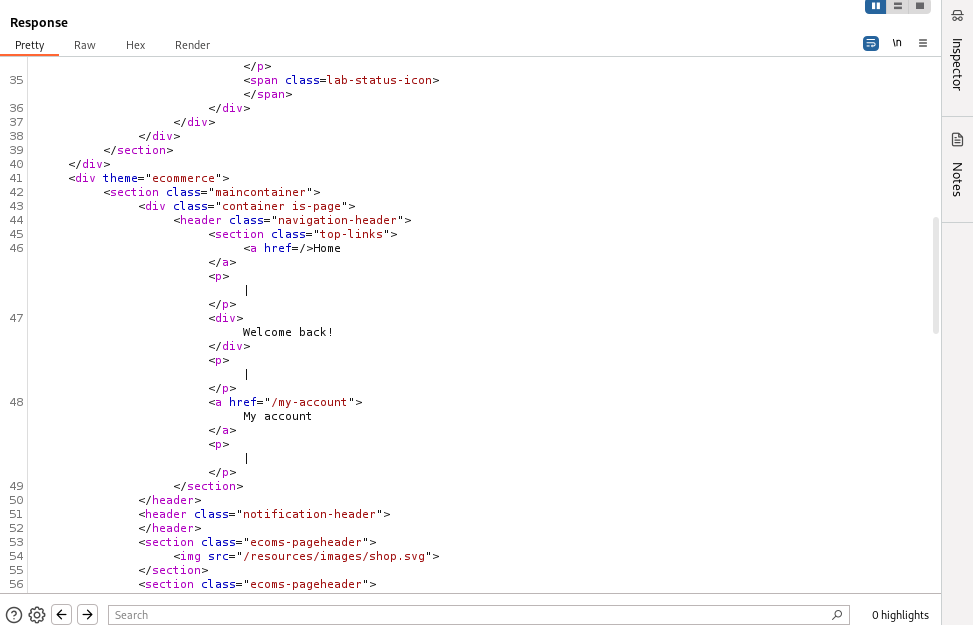 Response
Pretty Raw Hex Render \n
</p>
35 <span class=lab-status-icon>
</span>
36 </div>
37 </div>
38 </div>
39 </section>
40 </div>
41 <div theme="ecommerce">
42 <section class="maincontainer">
43 <div class="container is-page">
44 <header class="navigation-header">
45 <section class="top-links">
46 <a href=/>Home
</a>
<p>
|
</p>
47 <div>
Welcome back!
</div>
<p>
|
</p>
48 <a href="/my-account">
My account
</a>
<p>
|
</p>
49 </section>
50 </header>
51 <header class="notification-header">
52 </header>
53 <section class="ecoms-pageheader">
54 <img src="/resources/images/shop.svg">
55 </section>
56 <section class="ecoms-pageheader">
Search 0 highlights
Inspector
Notes